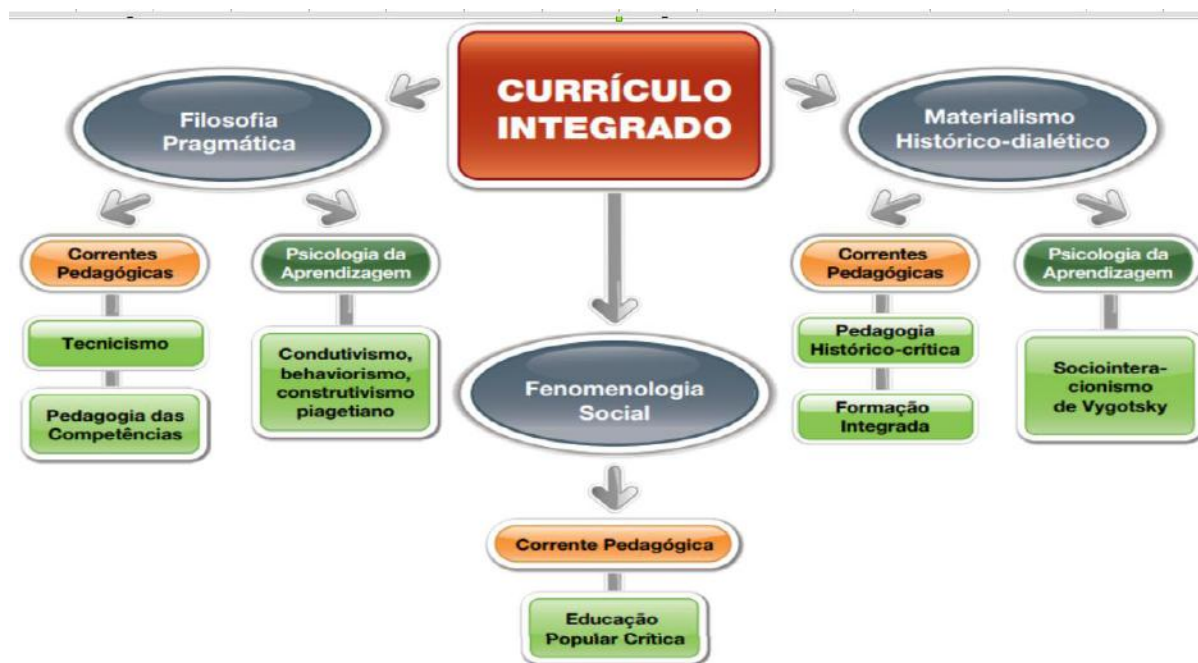 CURRÍCULO
INTEGRADO
Filosofia
Pragmática
Correntes
Pedagógicas
Tecnicismo
Pedagogia das
Competências
Psicologia da
Aprendizagem
Condutivismo,
behaviorismo,
construtivismo
piagetiano
Fenomenologia
Social
Corrente Pedagógica
Educação
Popular Crítica
Materialismo
Histórico-dialético
Correntes
Pedagógicas
Pedagogia
Histórico-crítica
Formação
Integrada
Psicologia da
Aprendizagem
Sociointera-
cionismo
de Vygotsky